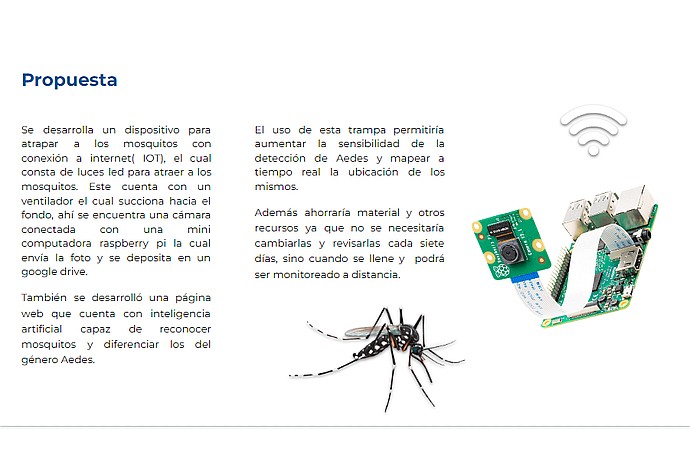 Propuesta
Se desarrolla un dispositivo para
atrapar a los mosquitos con
conexión a internet( IOT), el cual
consta de luces led para atraer a los
mosquitos. Este cuenta con un
ventilador el cual succiona hacia el
fondo, ahí se encuentra una cámara
conectada con una mini
computadora raspberry pi la cual
envía la foto y se deposita en un
google drive.
También se desarrolló una página
web que cuenta con inteligencia
artificial capaz de reconocer
mosquitos y diferenciar los del
género Aedes.
El uso de esta trampa permitiría
aumentar la sensibilidad de la
detección de Aedes y mapear a
tiempo real la ubicación de los
mismos.
Además ahorraría material y otros
recursos ya que no se necesitaría
cambiarlas y revisarlas cada siete
días, sino cuando se llene y podrá
ser monitoreado a distancia.